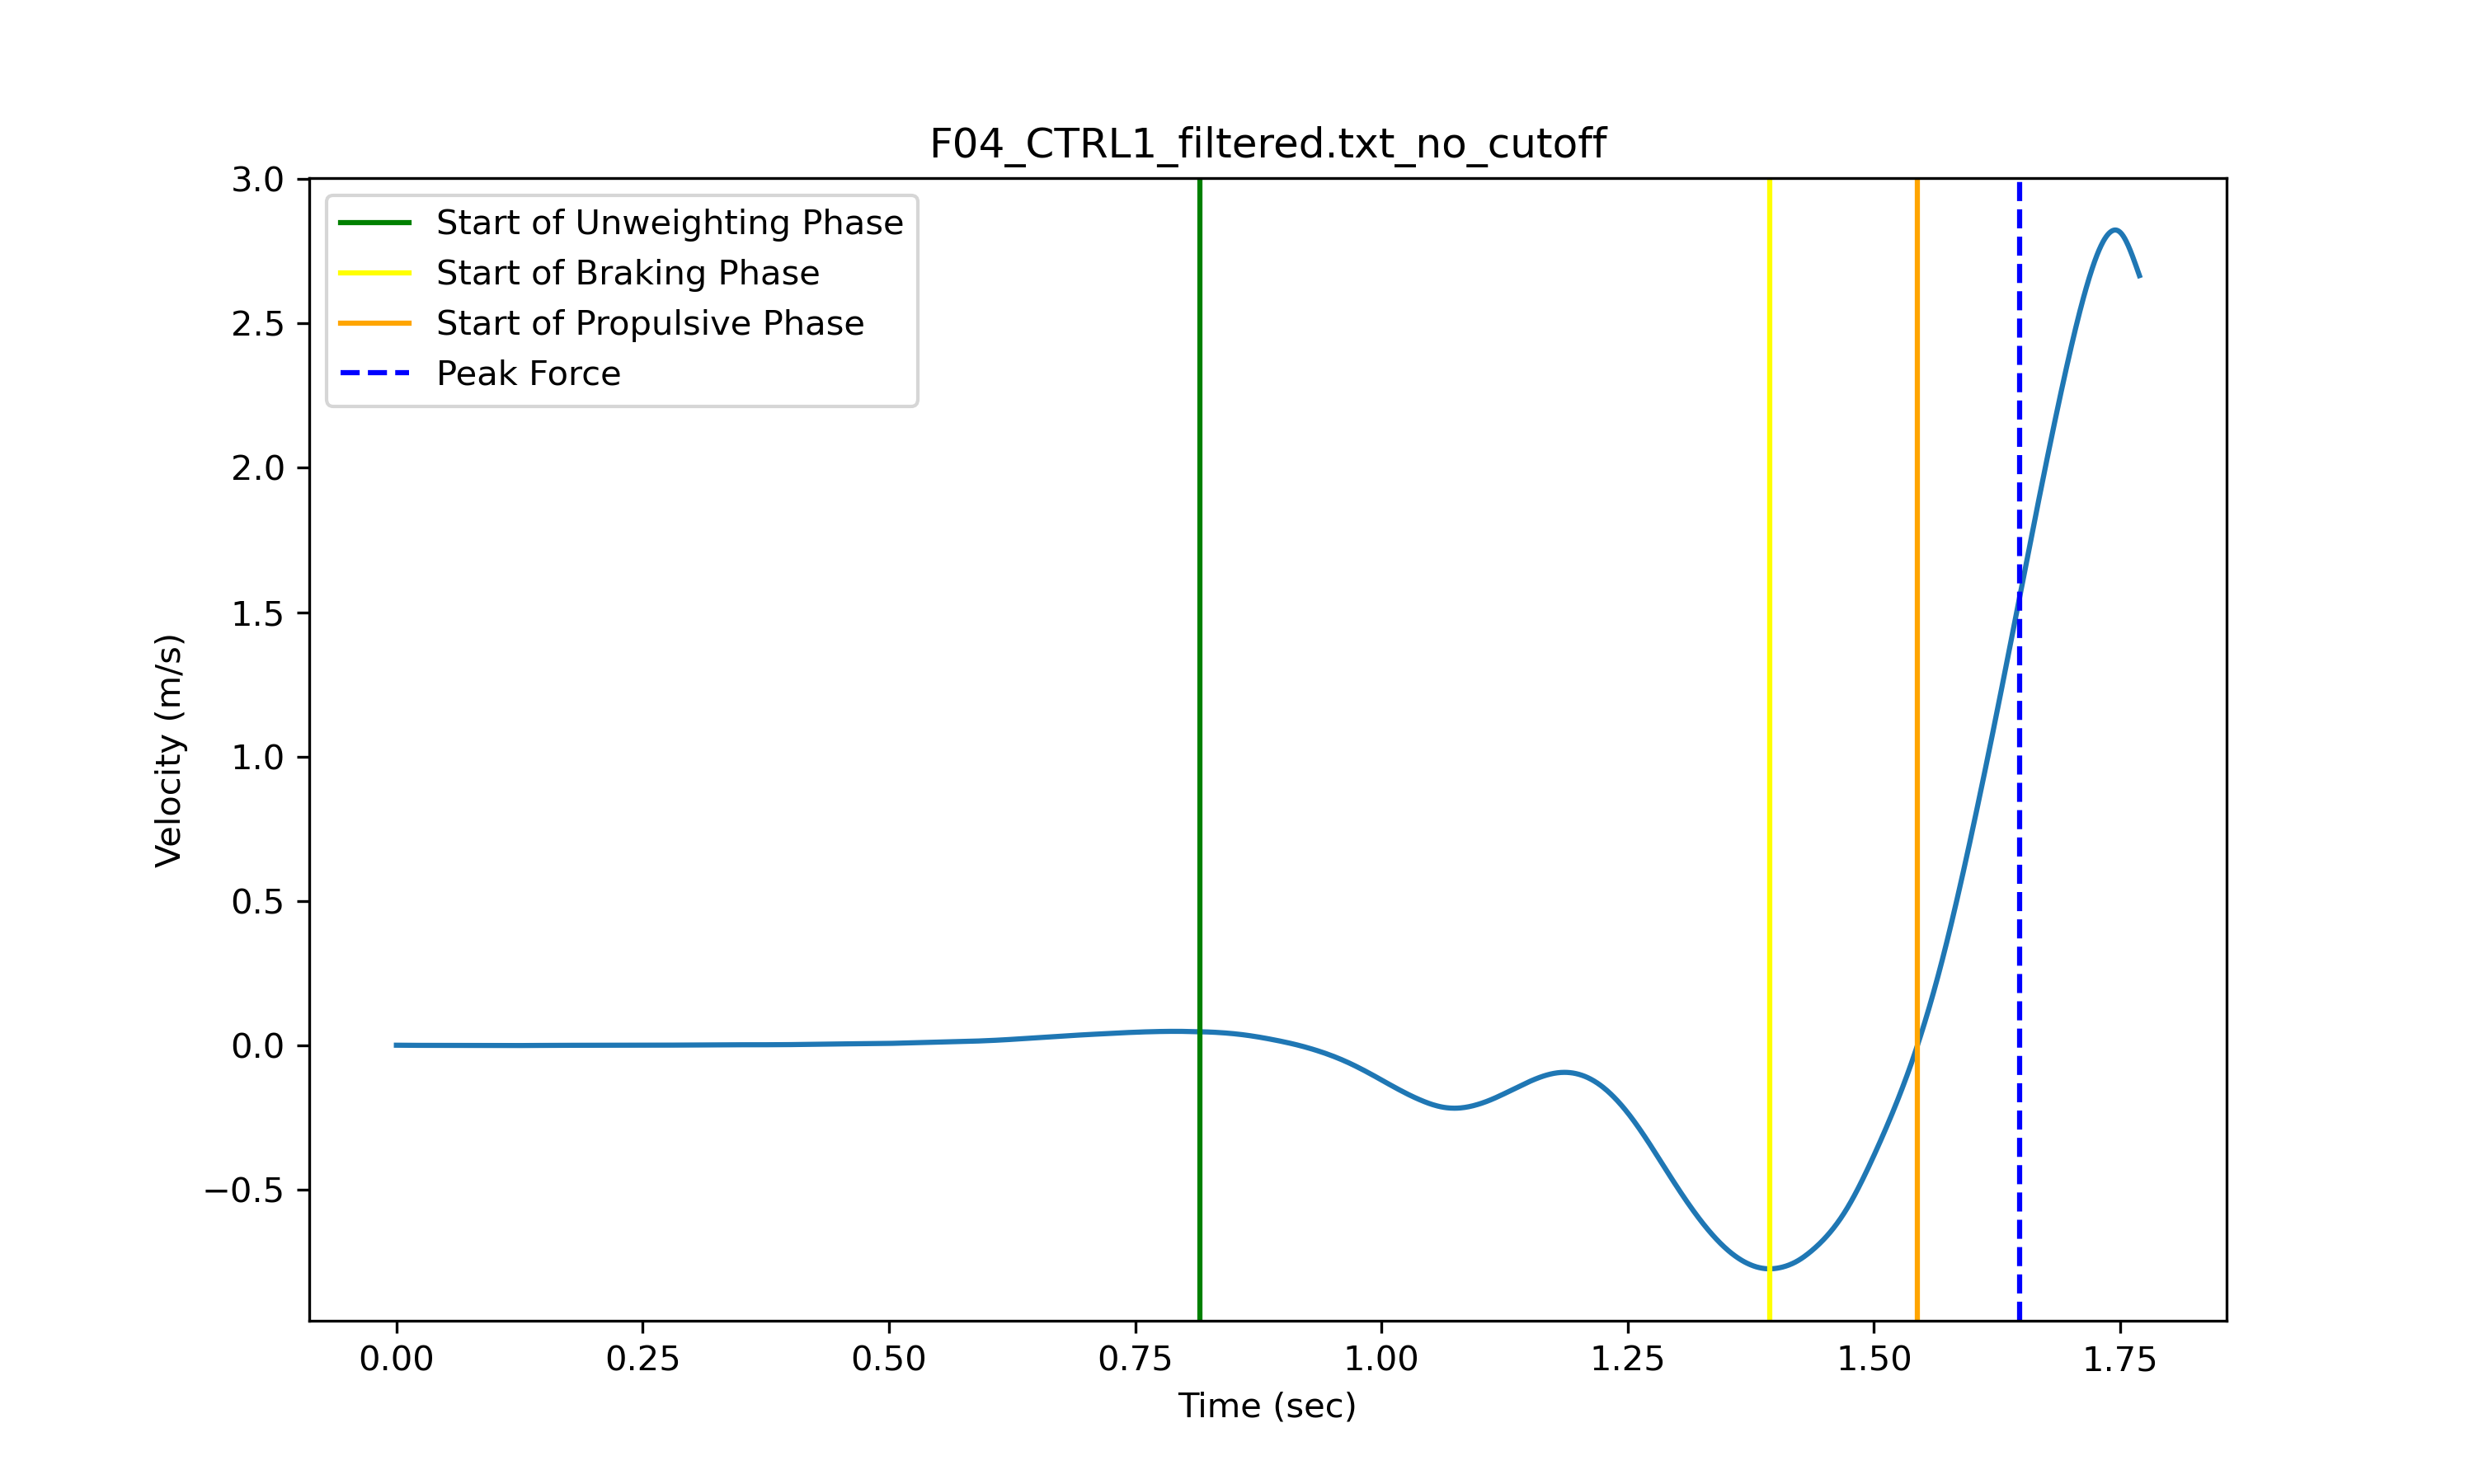 F04_CTRL1_filtered.txt_no_cutoff
3.0
2.5
2.0
1.5
1.0
0.5
0.0
−0.5
Velocity (m/s)
Start of Unweighting Phase
Start of Braking Phase
Start of Propulsive Phase
Peak Force
0.00 0.25 0.50 0.75 1.00 1.25 1.50 1.75
Time (sec)